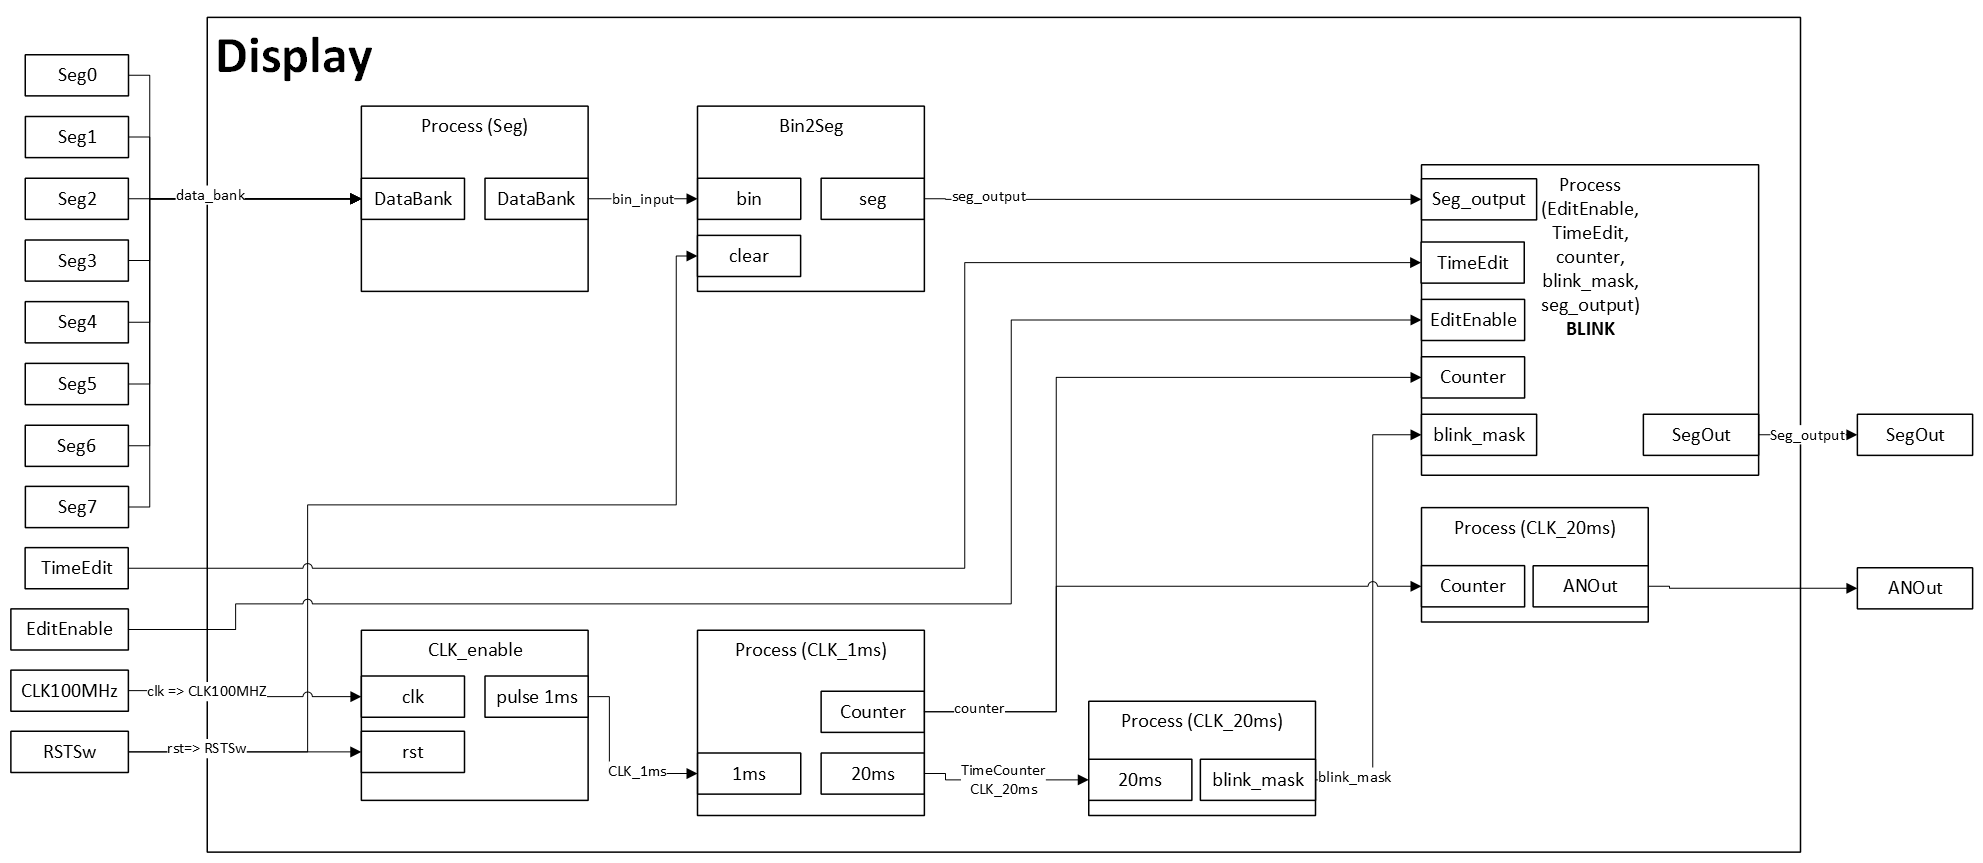 Display
Seg0
Seg1
Seg2
Seg3
Seg4
Seg5
Seg6
Seg7
TimeEdit
EditEnable
CLK100MHz
RSTSw
data_bank
clk => CLK100MHZ
rst=> RSTSw
Process (Seg)
DataBank
DataBank
bin_input
Bin2Seg
bin
seg
clear
seg_output
CLK_enable
clk
pulse 1ms
rst
CLK_1ms
Process (CLK_1ms)
Counter
1ms
20ms
counter
TimeCounter
CLK_20ms
Process (CLK_20ms)
20ms
blink_mask
blink_mask
Process
(EditEnable,
TimeEdit,
counter,
blink_mask,
seg_output)
BLINK
Seg_output
TimeEdit
EditEnable
Counter
blink_mask
SegOut
Seg_output
SegOut
Process (CLK_20ms)
Counter
ANOut
ANOut